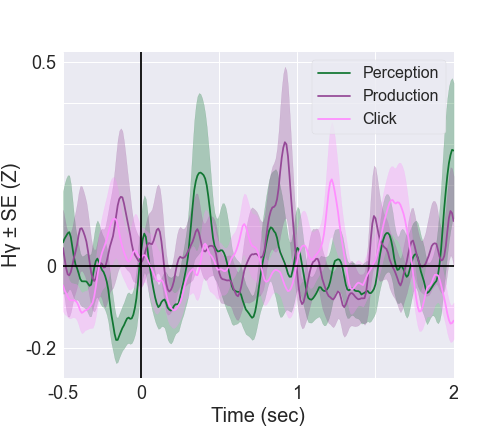 Hγ ± SE (Z)
0.5
0
-0.2
Perception
Production
Click
-0.5
0
1
2
Time (sec)